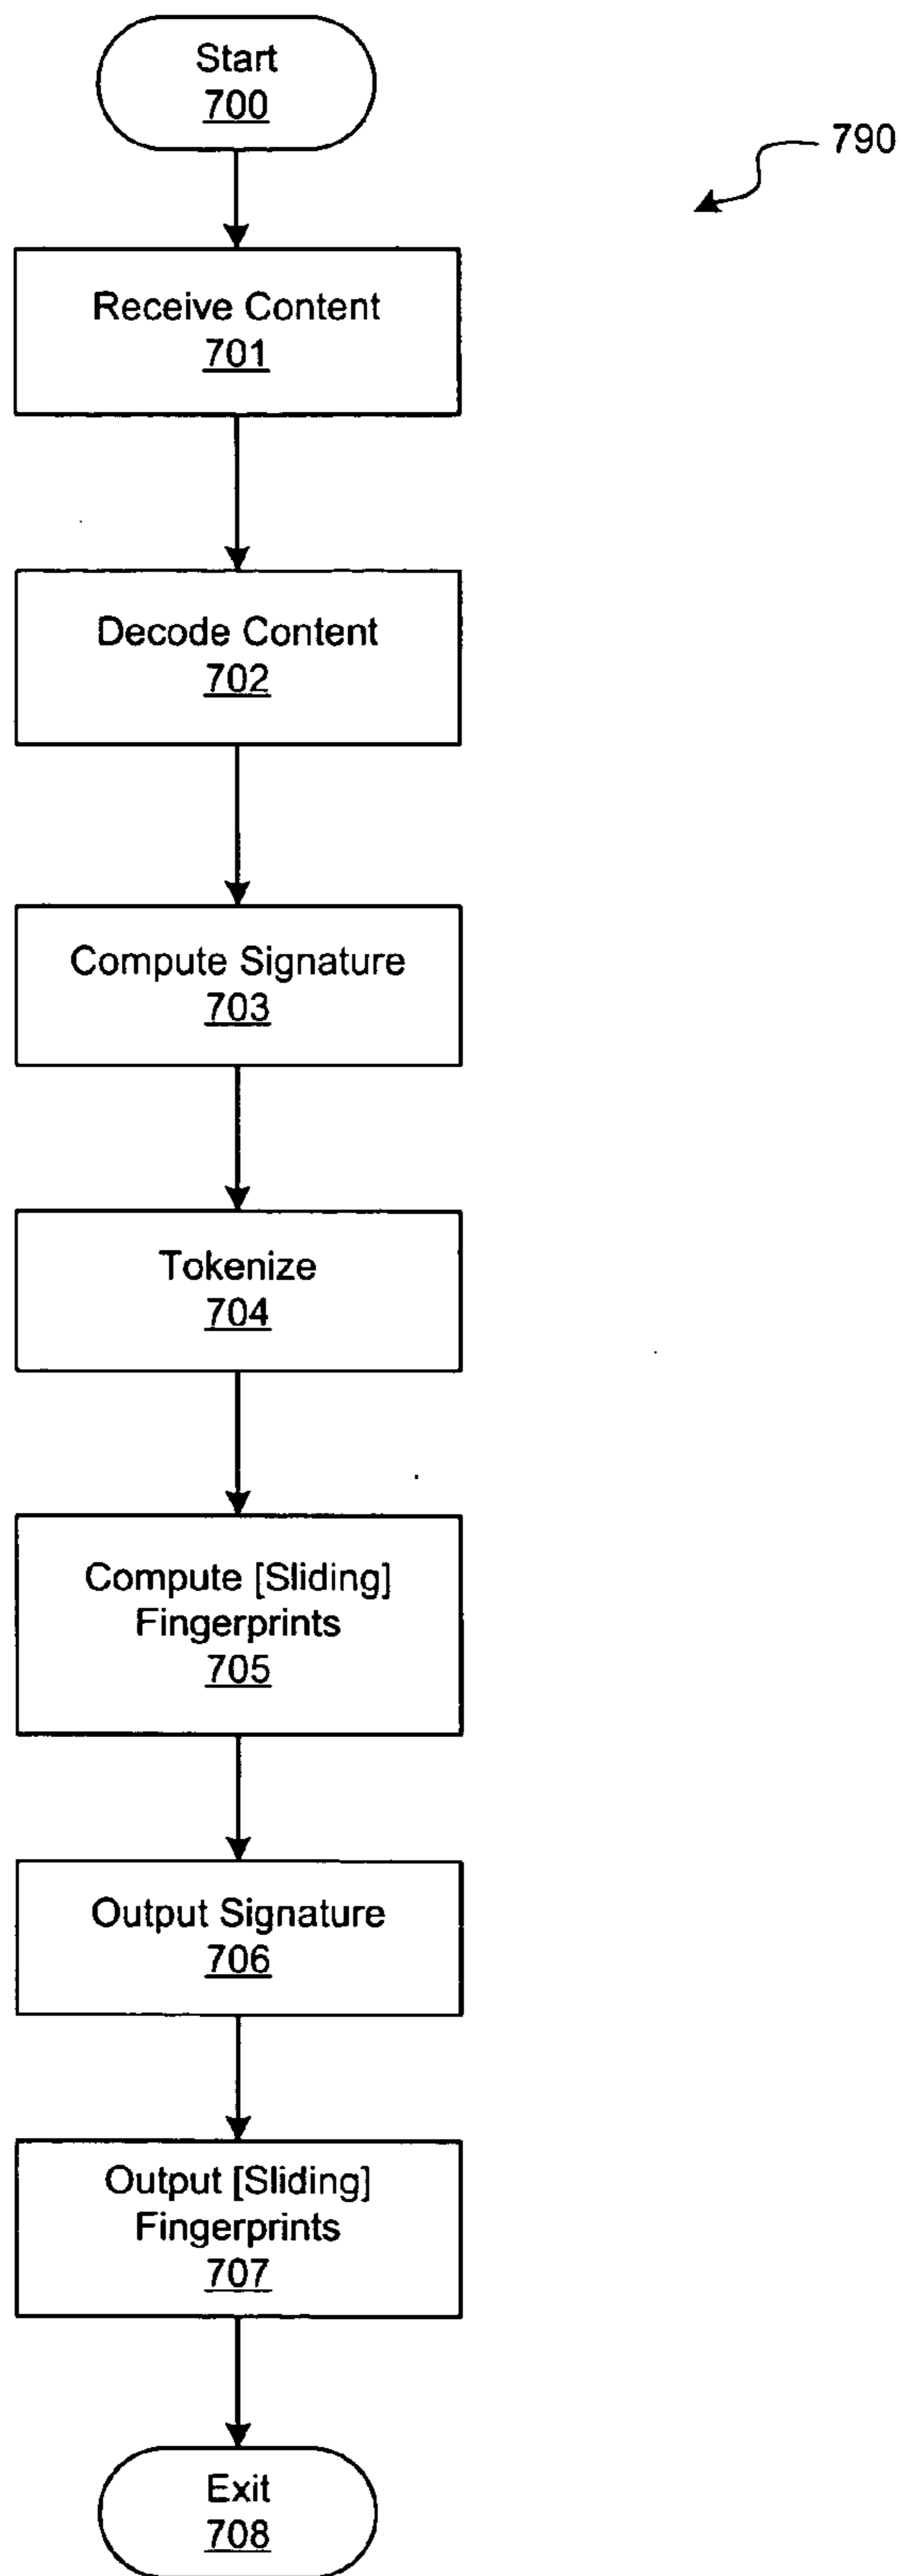 Start
700
790
Receive Content
701
Decode Content
702
Compute Signature
703
Tokenize
704
Compute [Sliding]
Fingerprints
705
Output Signature
706
Output [Sliding]
Fingerprints
707
Exit
708